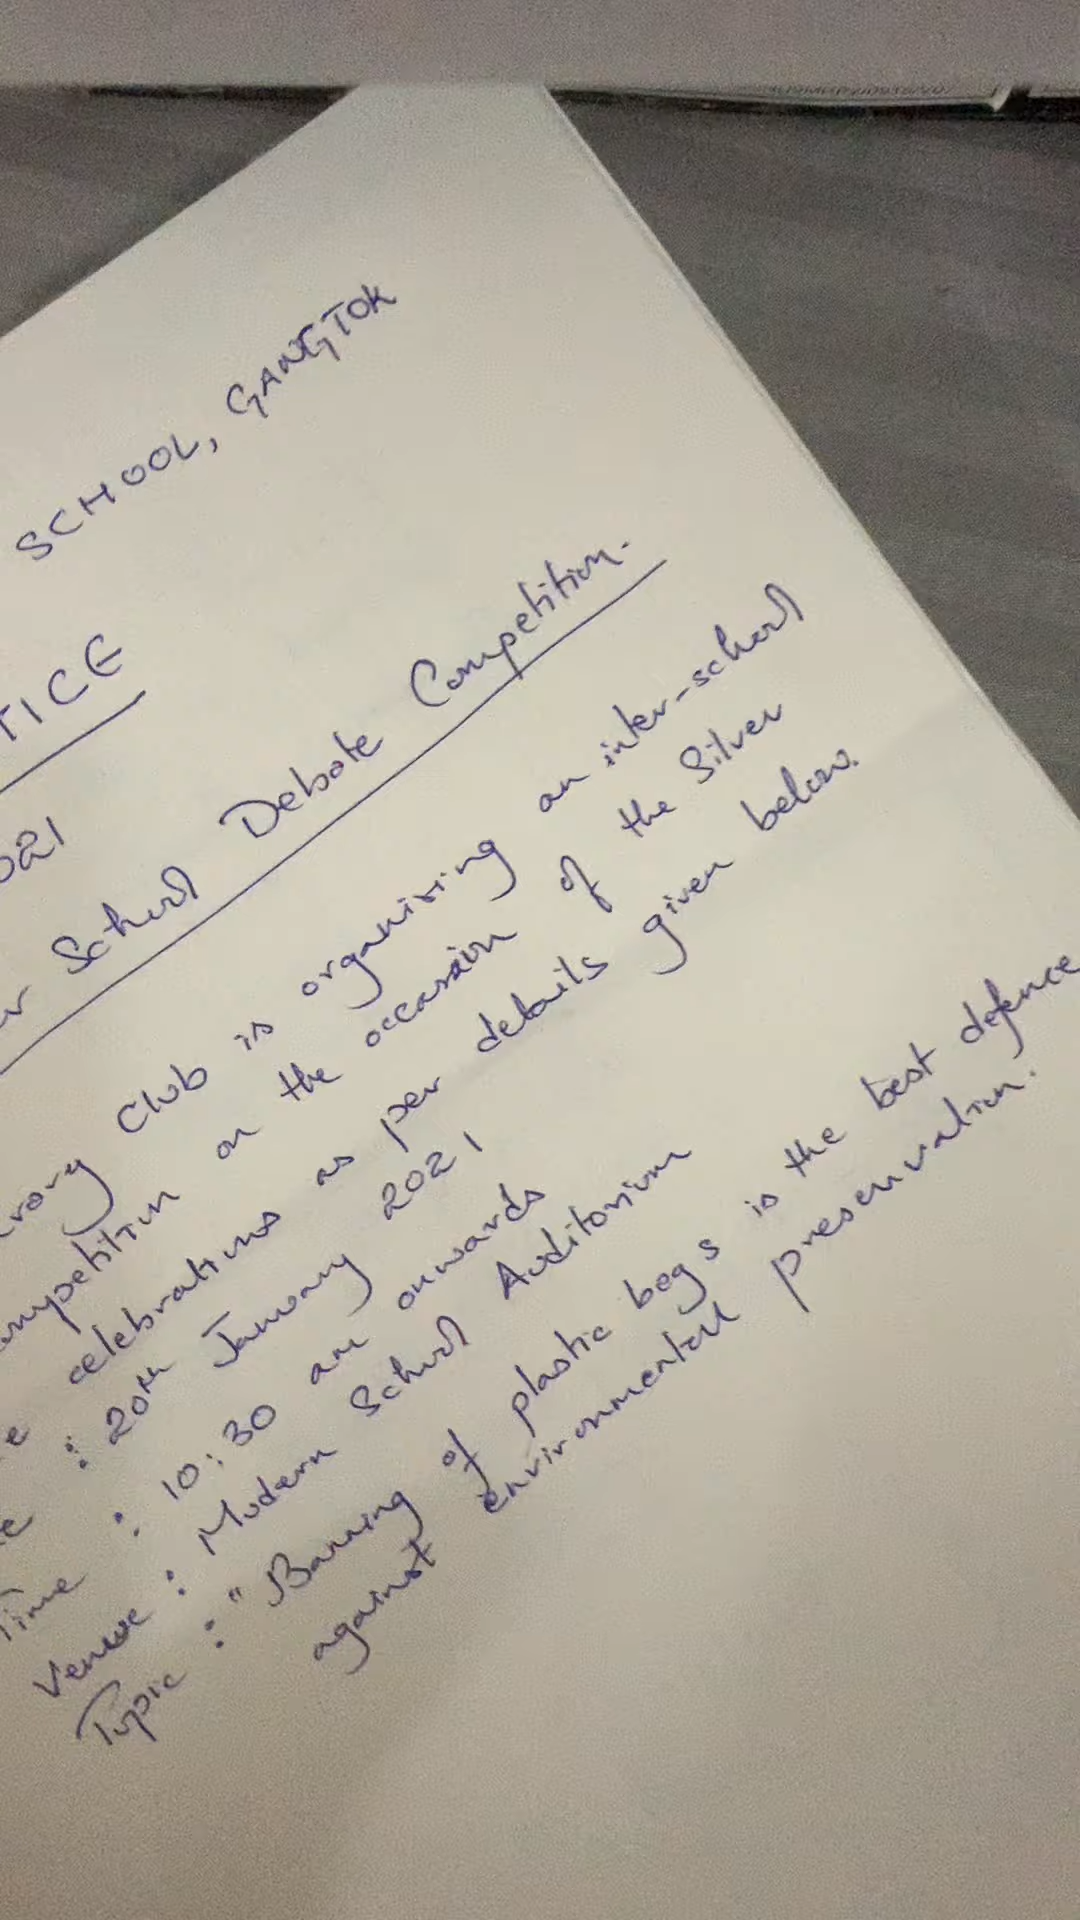 SCHOOL, GANGTOK
TICE
021
School Debate Competition.
Club is organising an inter-school
on the occasion of the Silver
celebrations as per details given below.
: 20th January 2021
Time : 10:30 am onwards
Venue : Modern School Auditorium
Topic : "Banning of plastic bags is the best defence
against environmental preservation.